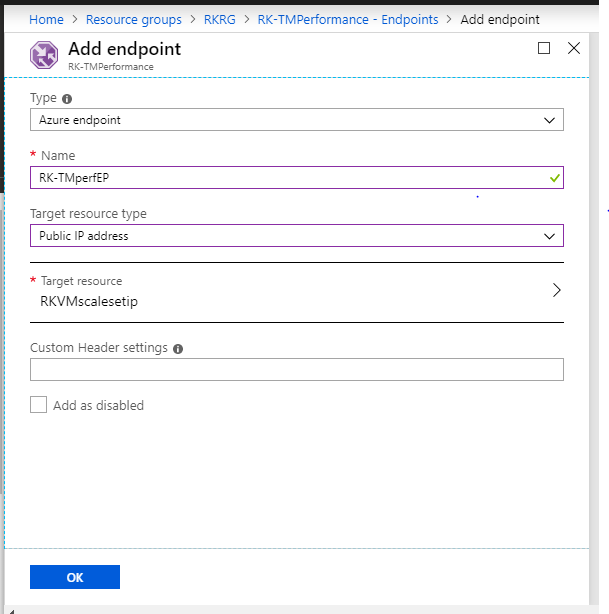 Home > Resource groups > RKRG > RK-TMPerformance - Endpoints > Add endpoint
Add endpoint
RK-TMPerformance
Type
Azure endpoint
* Name
RK-TMperfEP
Target resource type
Public IP address
* Target resource
RKVMscalesetip
Custom Header settings
Add as disabled
OK